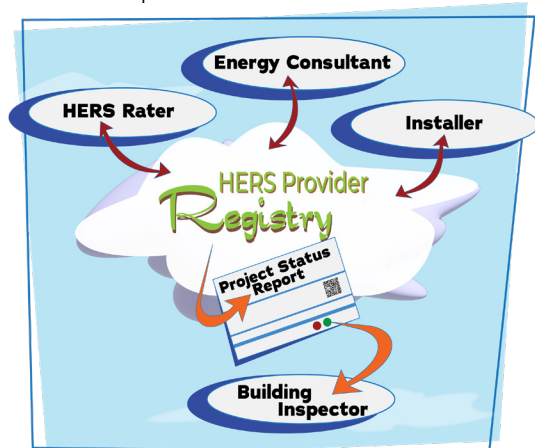 Energy Consultant
HERS Rater
Installer
HERS Provider
Registry
Project Status
Report
Building
Inspector